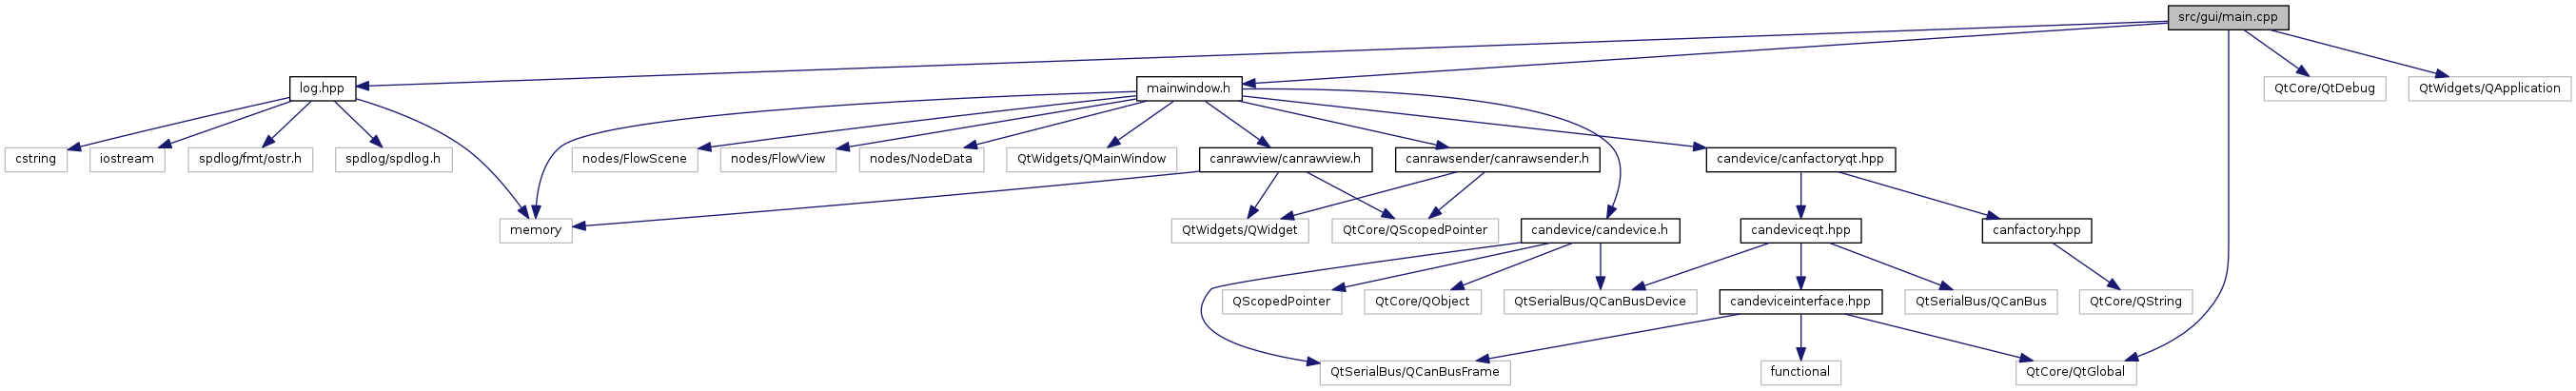 src/gui/main.cpp
log.hpp
mainwindow.h
QtCore/QtDebug
QtWidgets/QApplication
cstring
iostream
spdlog/fmt/ostr.h
spdlog/spdlog.h
nodes/FlowScene
nodes/FlowView
nodes/NodeData
QtWidgets/QMainWindow
canrawview/canrawview.h
canrawsender/canrawsender.h
candevice/canfactoryqt.hpp
memory
QtWidgets/QWidget
QtCore/QScopedPointer
candevice/candevice.h
candeviceqt.hpp
canfactory.hpp
QScopedPointer
QtCore/QObject
QtSerialBus/QCanBusDevice
candeviceinterface.hpp
QtSerialBus/QCanBus
QtCore/QString
QtSerialBus/QCanBusFrame
functional
QtCore/QtGlobal